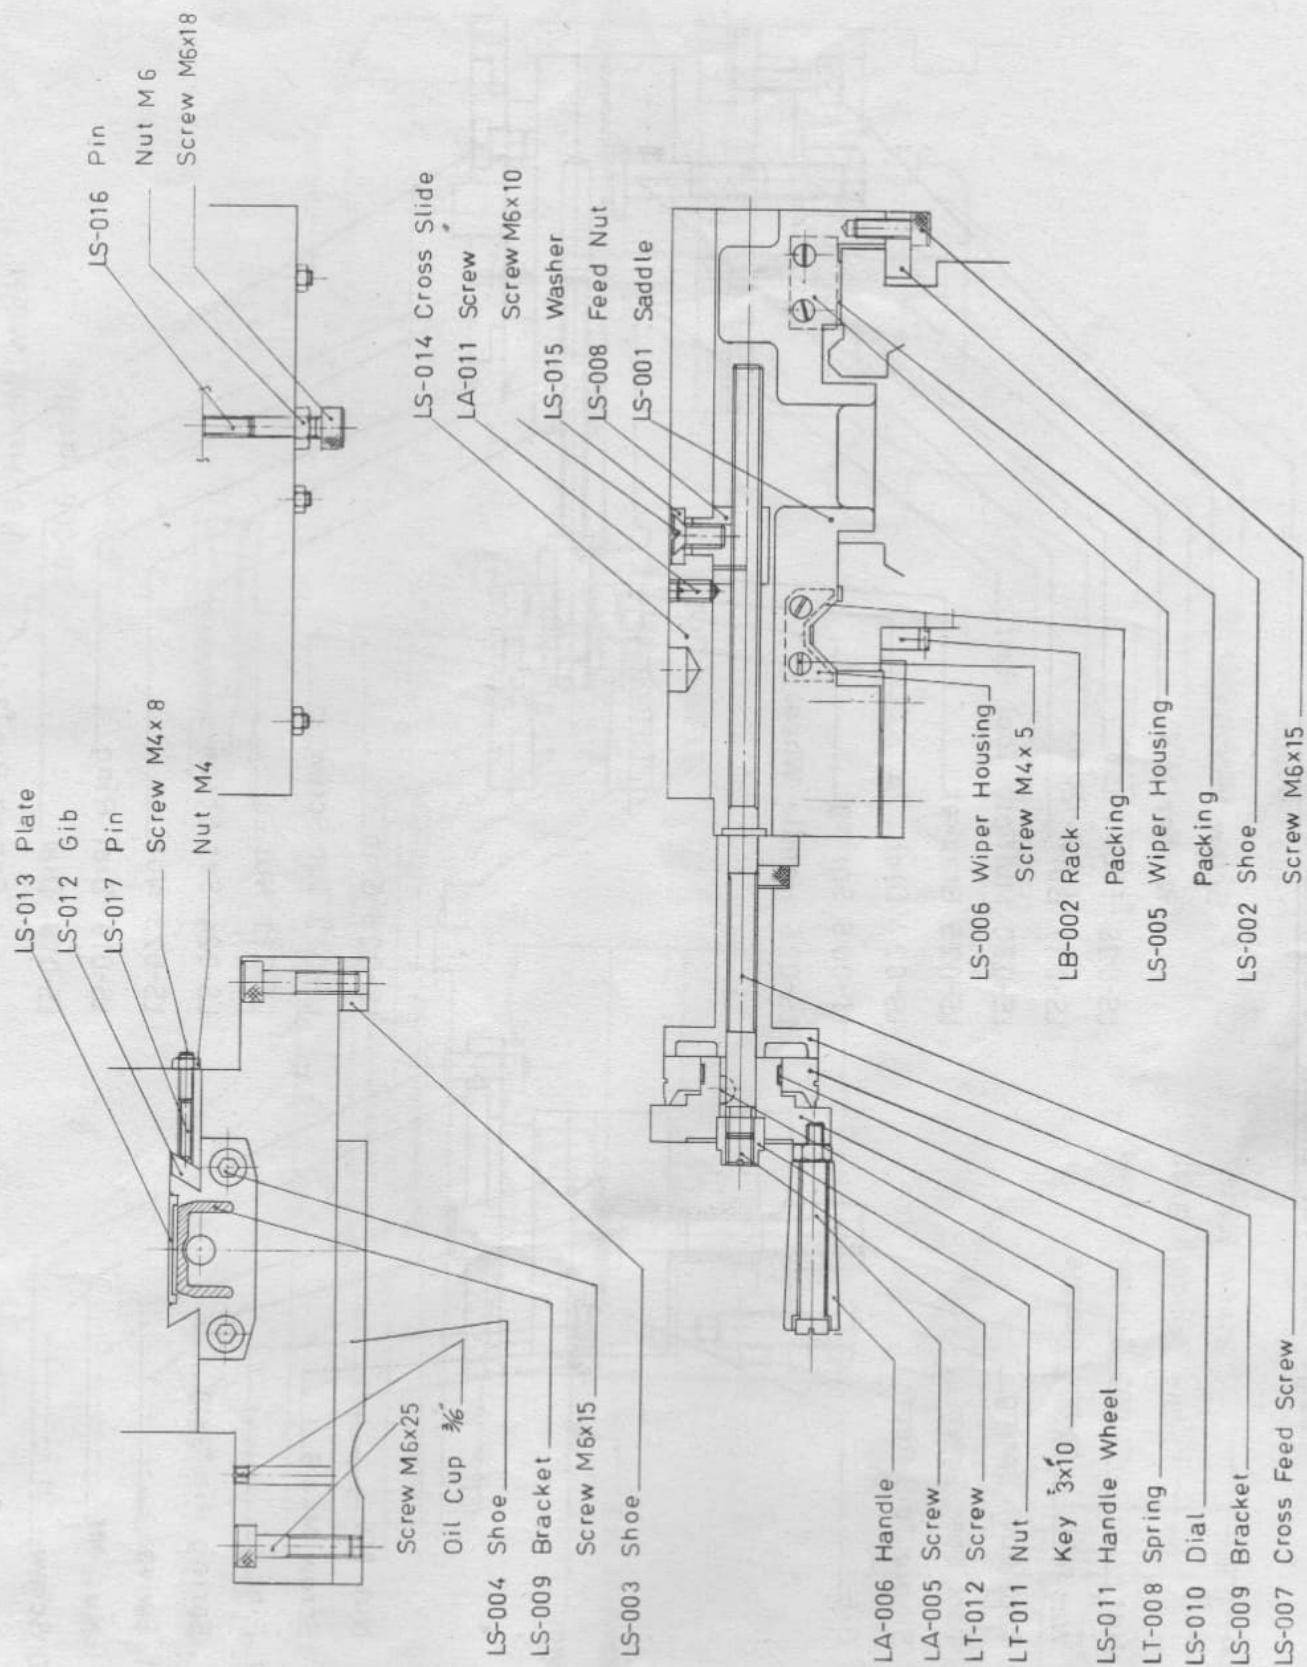 LS-013 Plate
LS-012 Gib
LS-017 Pin
Screw M4x8
Nut M4
LS-016 Pin
Nut M6
Screw M6x18
Screw M6x25
Oil Cup 3/16"
LS-004 Shoe
LS-009 Bracket
Screw M6x15
LS-003 Shoe
LS-014 Cross Slide
LA-011 Screw
Screw M6x10
LS-015 Washer
LS-008 Feed Nut
LS-001 Saddle
LA-006 Handle
LA-005 Screw
LT-012 Screw
LT-011 Nut
Key 3x10
LS-011 Handle Wheel
LT-008 Spring
LS-010 Dial
LS-009 Bracket
LS-007 Cross Feed Screw
LS-006 Wiper Housing
Screw M4x5
LB-002 Rack
Packing
LS-005 Wiper Housing
Packing
LS-002 Shoe
Screw M6x15